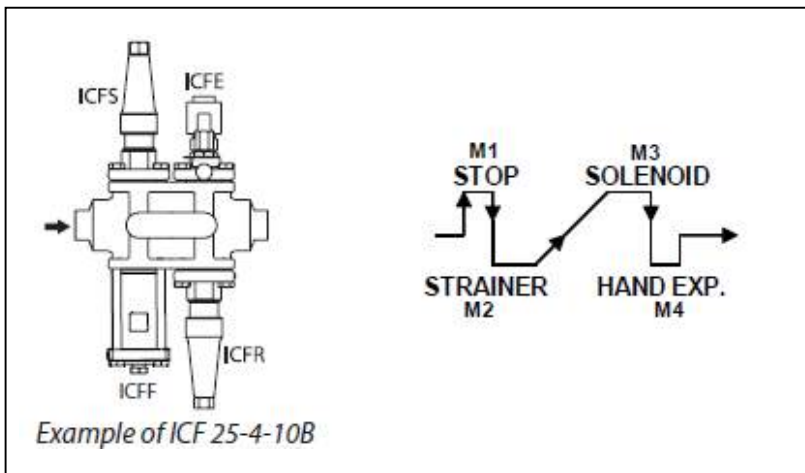 ICFS
ICFE
ICFF
ICFR
Example of ICF 25-4-10B
M1
STOP
M3
SOLENOID
STRAINER
M2
HAND EXP.
M4